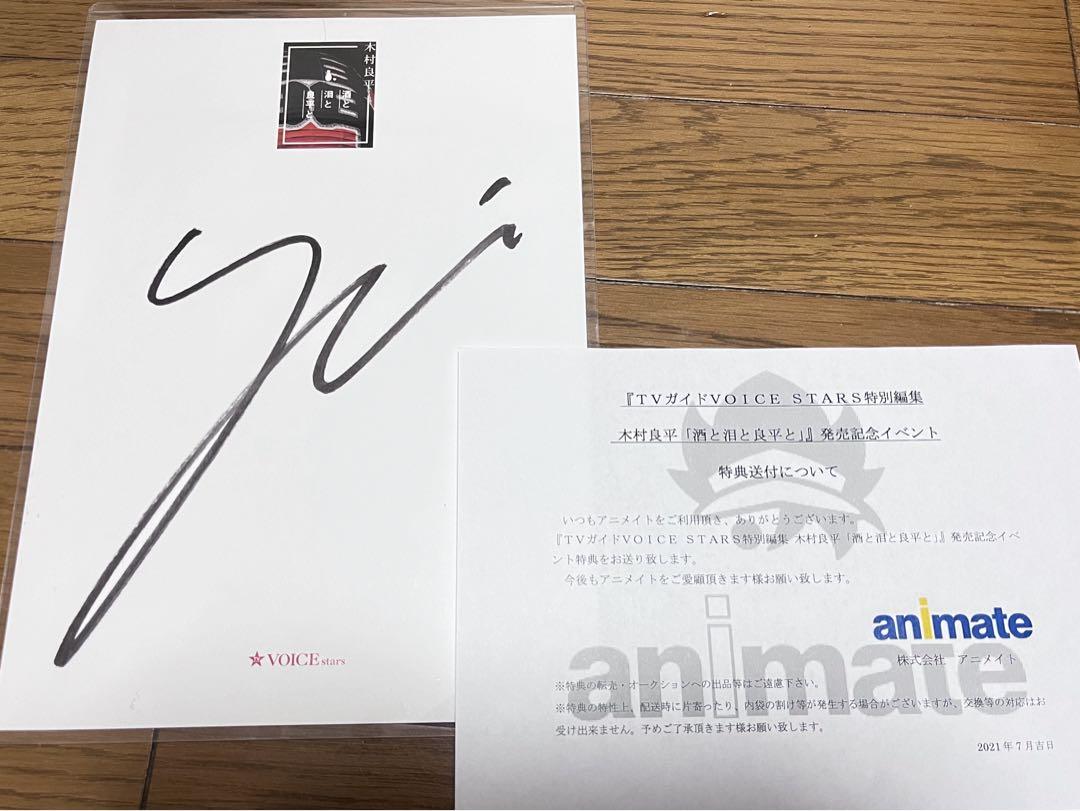 木村良平
酒と
泪と
良平と
VOICE stars
『ＴＶガイドＶＯＩＣＥ ＳＴＡＲＳ特別編集
木村良平「酒と泪と良平と」』発売記念イベント
特典送付について
いつもアニメイトをご利用頂き、ありがとうございます。
『ＴＶガイドＶＯＩＣＥ ＳＴＡＲＳ特別編集 木村良平「酒と泪と良平と」』発売記念イベ
ント特典をお送り致します。
今後もアニメイトをご愛顧頂きます様お願い致します。
animate
株式会社　アニメイト
animate
※特典の転売・オークションへの出品等はご遠慮下さい。
※特典の特性上、配送時に片寄ったり、内袋の割け等が発生する場合がございますが、交換等の対応はお
受け出来ません。予めご了承頂きます様お願い致します。
2021年7月吉日